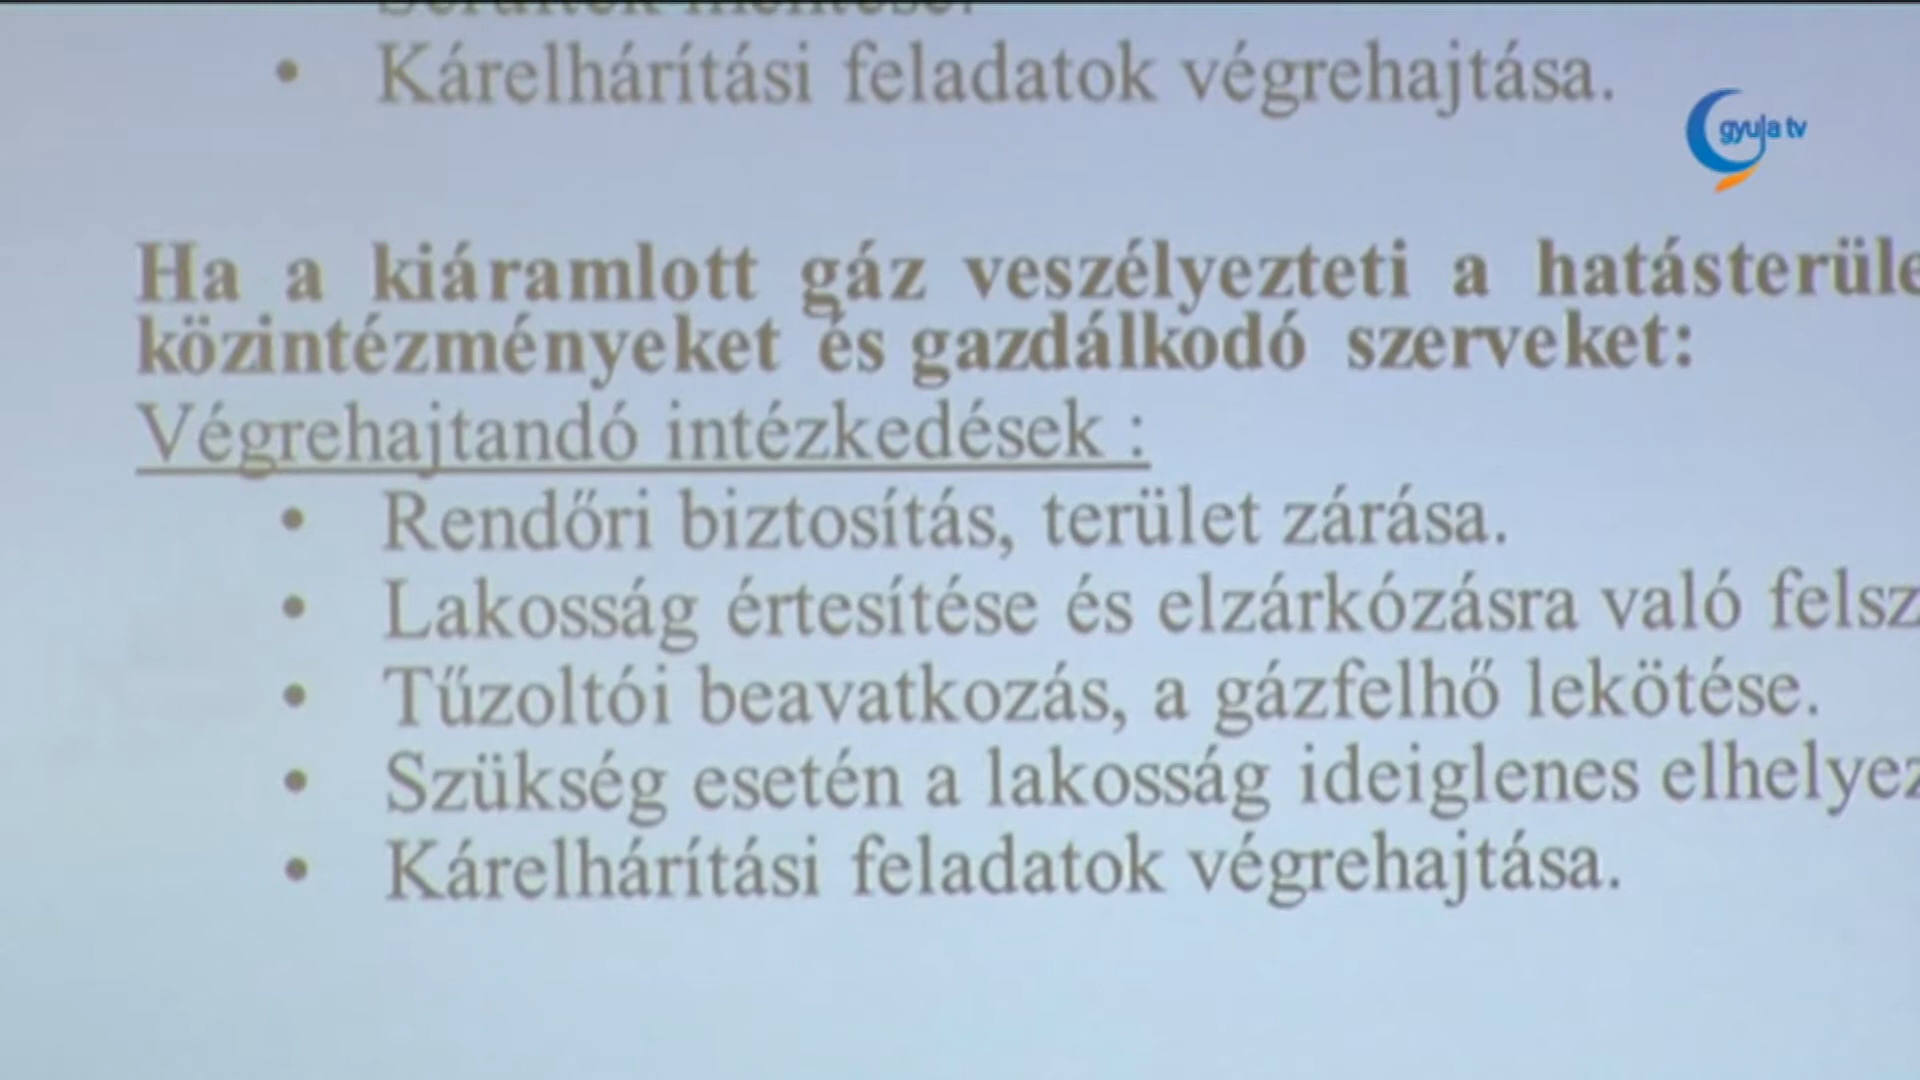 Sérültek mentése.
• Kárelhárítási feladatok végrehajtása.
gyula tv
Ha a kiáramlott gáz veszélyezteti a hatásterüle
közintézményeket és gazdálkodó szerveket:
Végrehajtandó intézkedések :
• Rendőri biztosítás, terület zárása.
• Lakosság értesítése és elzárkózásra való felsz
• Tűzoltói beavatkozás, a gázfelhő lekötése.
• Szükség esetén a lakosság ideiglenes elhelyez
• Kárelhárítási feladatok végrehajtása.